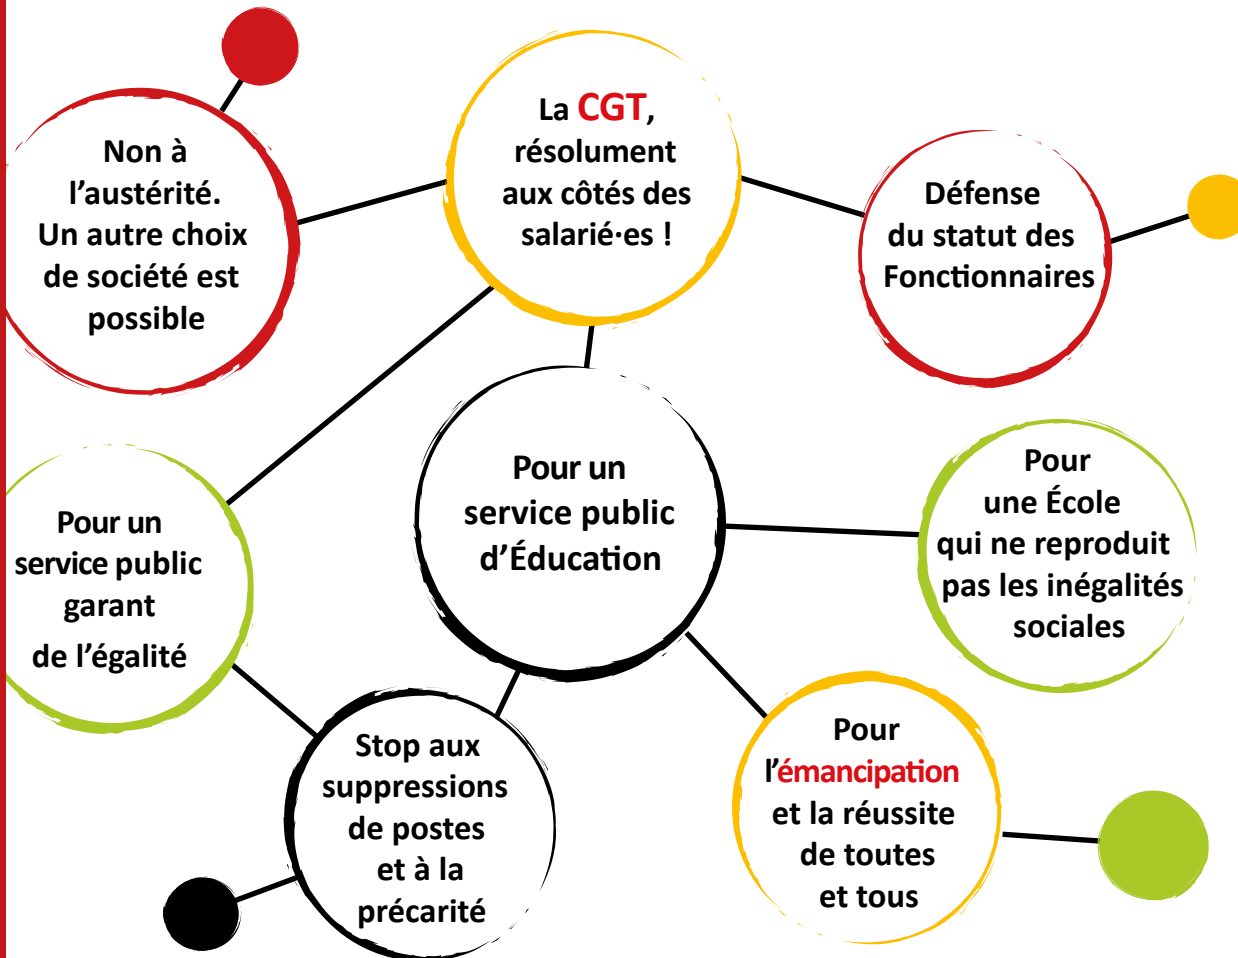 Non à
l'austérité.
Un autre choix
de société est
possible
La CGT,
résolument
aux côtés des
salarié·es !
Défense
du statut des
Fonctionnaires
Pour un
service public
garant
de l'égalité
Pour un
service public
d'Éducation
Pour
une École
qui ne reproduit
pas les inégalités
sociales
Stop aux
suppressions
de postes
et à la
précarité
Pour
l'émancipation
et la réussite
de toutes
et tous